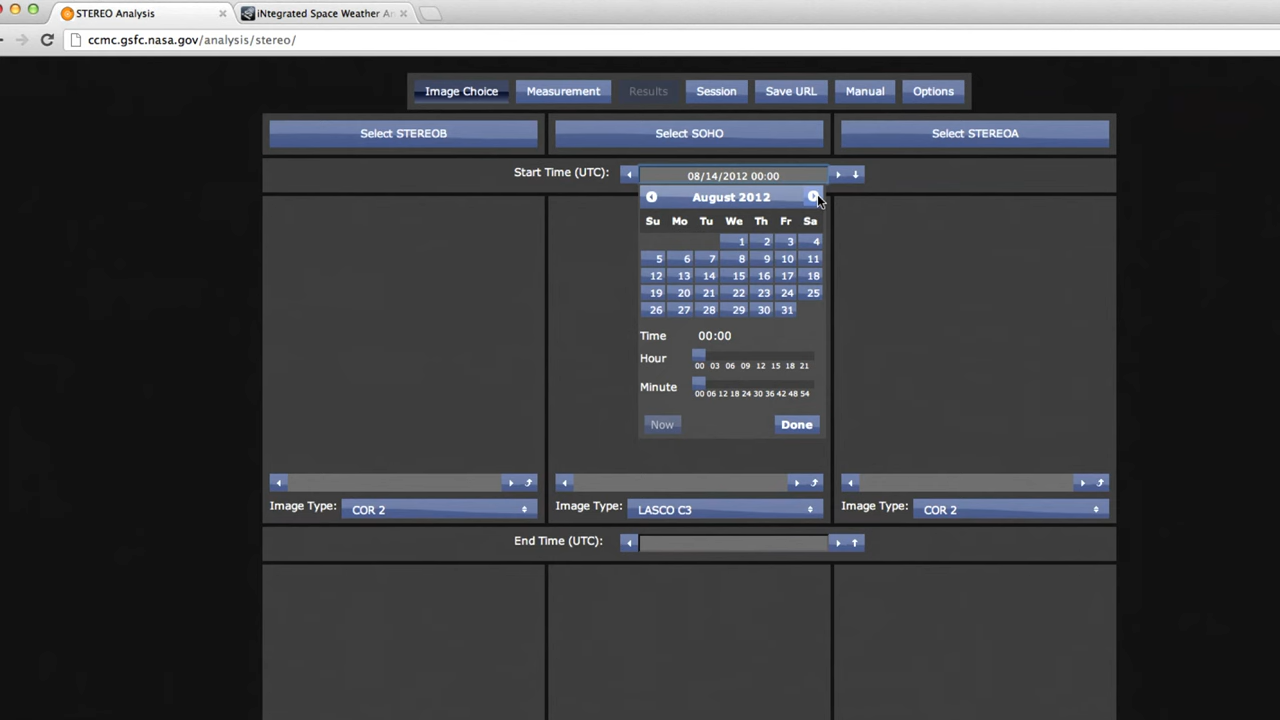 STEREO Analysis
iNtegrated Space Weather An
ccmc.gsfc.nasa.gov/analysis/stereo/
Image Choice Measurement Results Session Save URL Manual Options
Select STEREOB Select SOHO Select STEREOA
Start Time (UTC): 08/14/2012 00:00
August 2012
Su Mo Tu We Th Fr Sa
1 2 3 4
5 6 7 8 9 10 11
12 13 14 15 16 17 18
19 20 21 22 23 24 25
26 27 28 29 30 31
Time 00:00
Hour
00 03 06 09 12 15 18 21
Minute
00 06 12 18 24 30 36 42 48 54
Now Done
Image Type: COR 2 Image Type: LASCO C3 Image Type: COR 2
End Time (UTC):